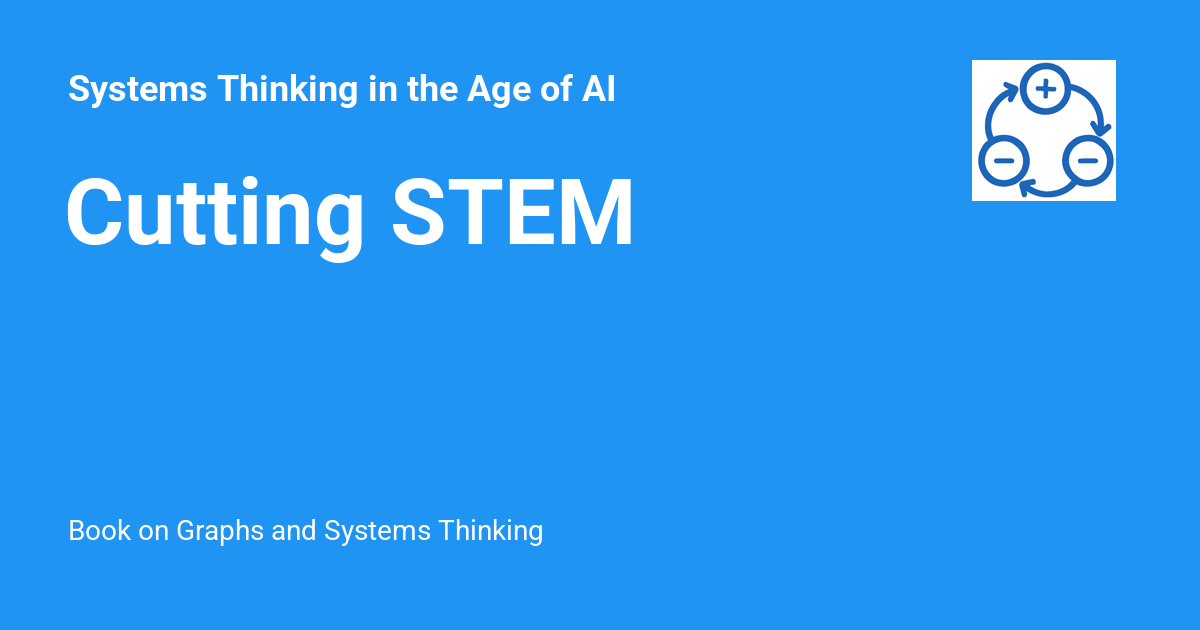 Systems Thinking in the Age of AI
Cutting STEM
Book on Graphs and Systems Thinking